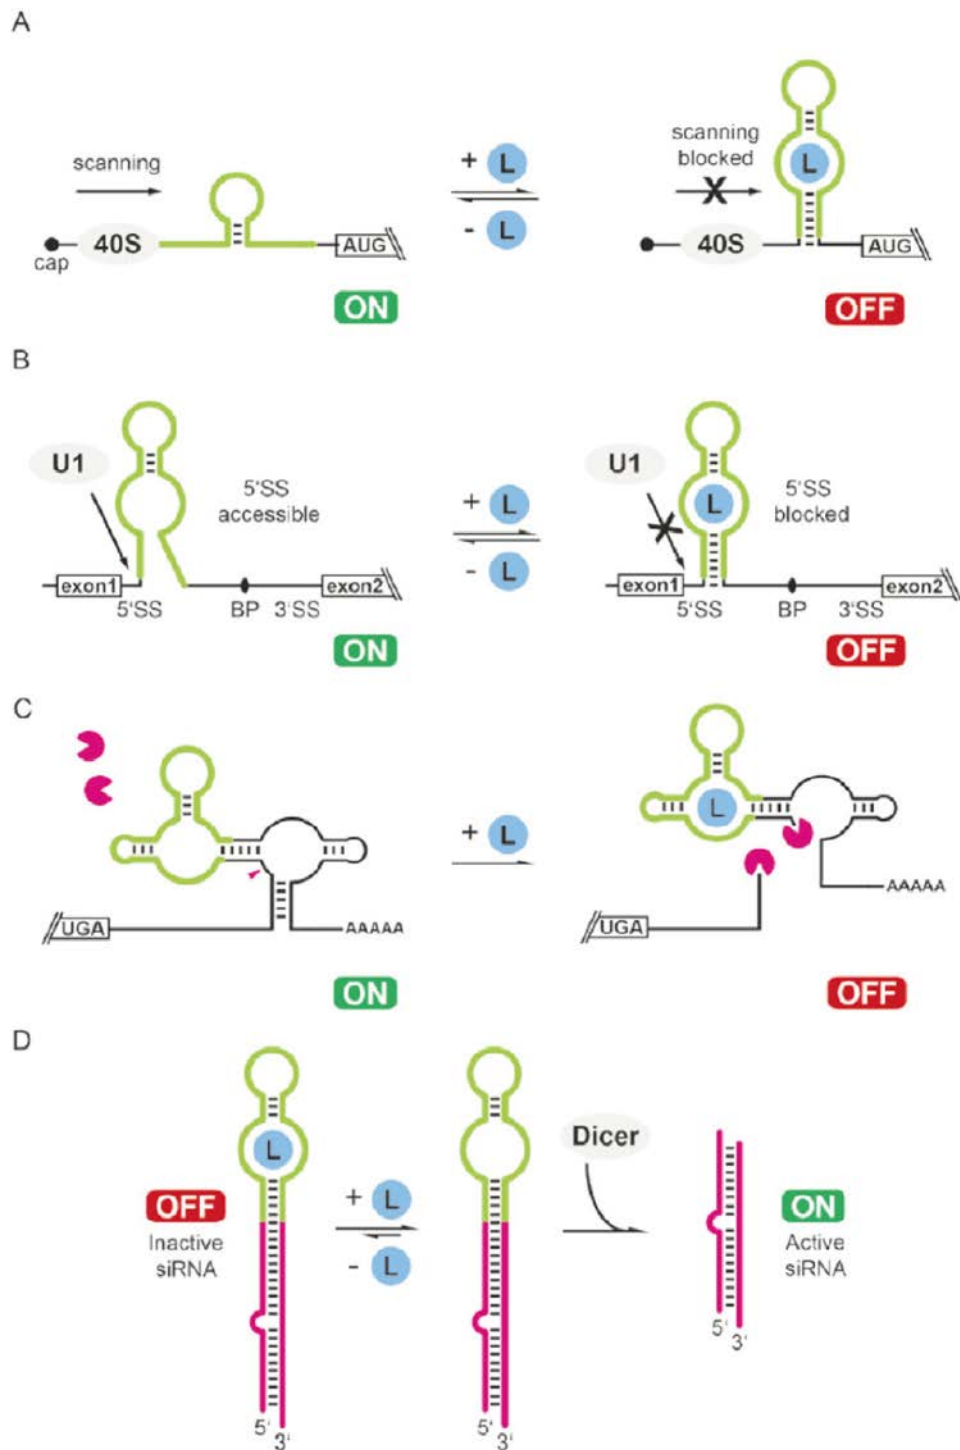 A
scanning
cap
40S
AUG
ON
+ L
- L
scanning
blocked
X
L
40S
AUG
OFF
B
U1
5'SS
accessible
exon1
5'SS
BP
3'SS
exon2
ON
+ L
- L
U1
L
5'SS
blocked
exon1
5'SS
BP
3'SS
exon2
OFF
C
UGA
AAAAA
ON
+ L
L
UGA
AAAAA
OFF
D
L
OFF
Inactive
siRNA
5'
3'
+ L
- L
5'
3'
Dicer
5'
3'
ON
Active
siRNA